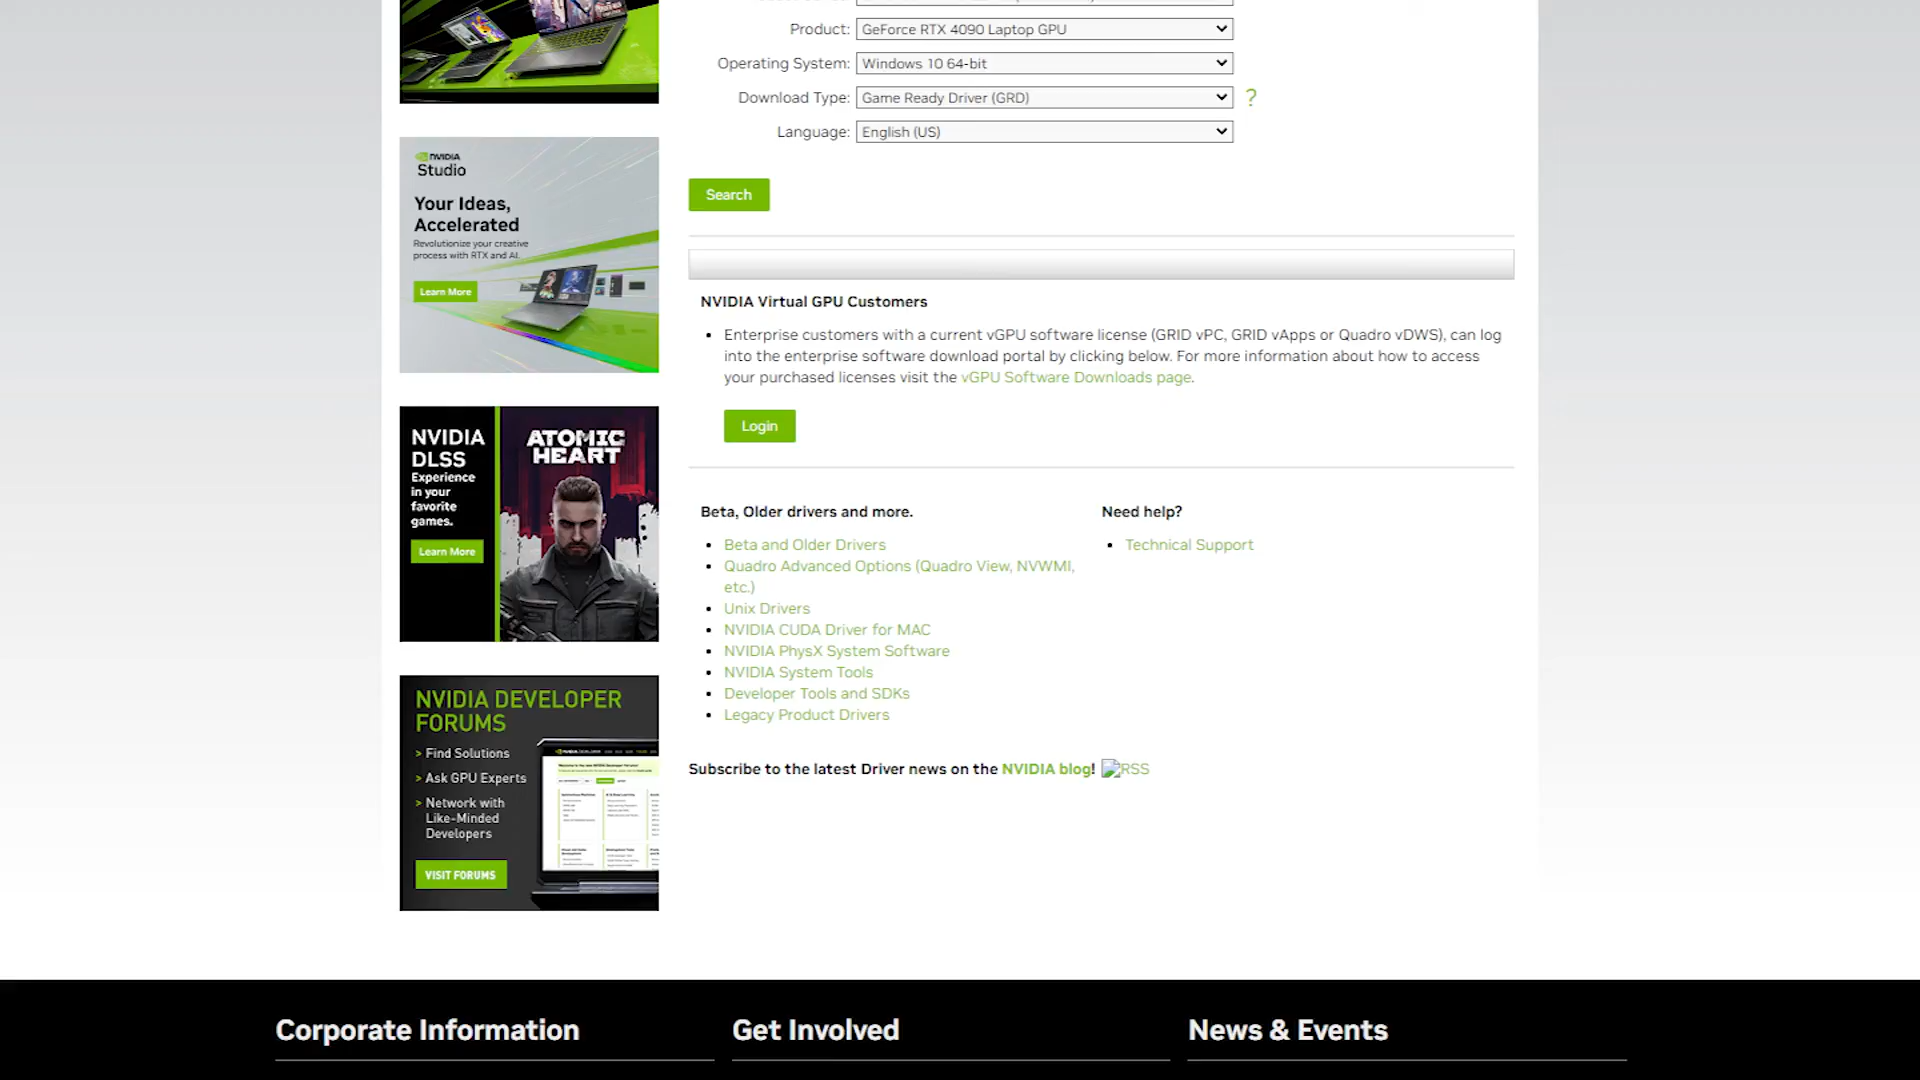 Product:
GeForce RTX 4090 Laptop GPU
Operating System:
Windows 10 64-bit
Download Type:
Game Ready Driver (GRD)
?
Language:
English (US)
Search
NVIDIA
Studio
Your Ideas,
Accelerated
Revolutionize your creative
process with RTX and AI.
Learn More
NVIDIA Virtual GPU Customers
Enterprise customers with a current vGPU software license (GRID vPC, GRID vApps or Quadro vDWS), can log
into the enterprise software download portal by clicking below. For more information about how to access
your purchased licenses visit the vGPU Software Downloads page.
Login
NVIDIA
DLSS
Experience
in your
favorite
games.
Learn More
ATOMIC
HEART
Beta, Older drivers and more.
Beta and Older Drivers
Quadro Advanced Options (Quadro View, NVWMI,
etc.)
Unix Drivers
NVIDIA CUDA Driver for MAC
NVIDIA PhysX System Software
NVIDIA System Tools
Developer Tools and SDKs
Legacy Product Drivers
Need help?
Technical Support
NVIDIA DEVELOPER
FORUMS
> Find Solutions
> Ask GPU Experts
> Network with
Like-Minded
Developers
VISIT FORUMS
Subscribe to the latest Driver news on the NVIDIA blog! RSS
Corporate Information
Get Involved
News & Events